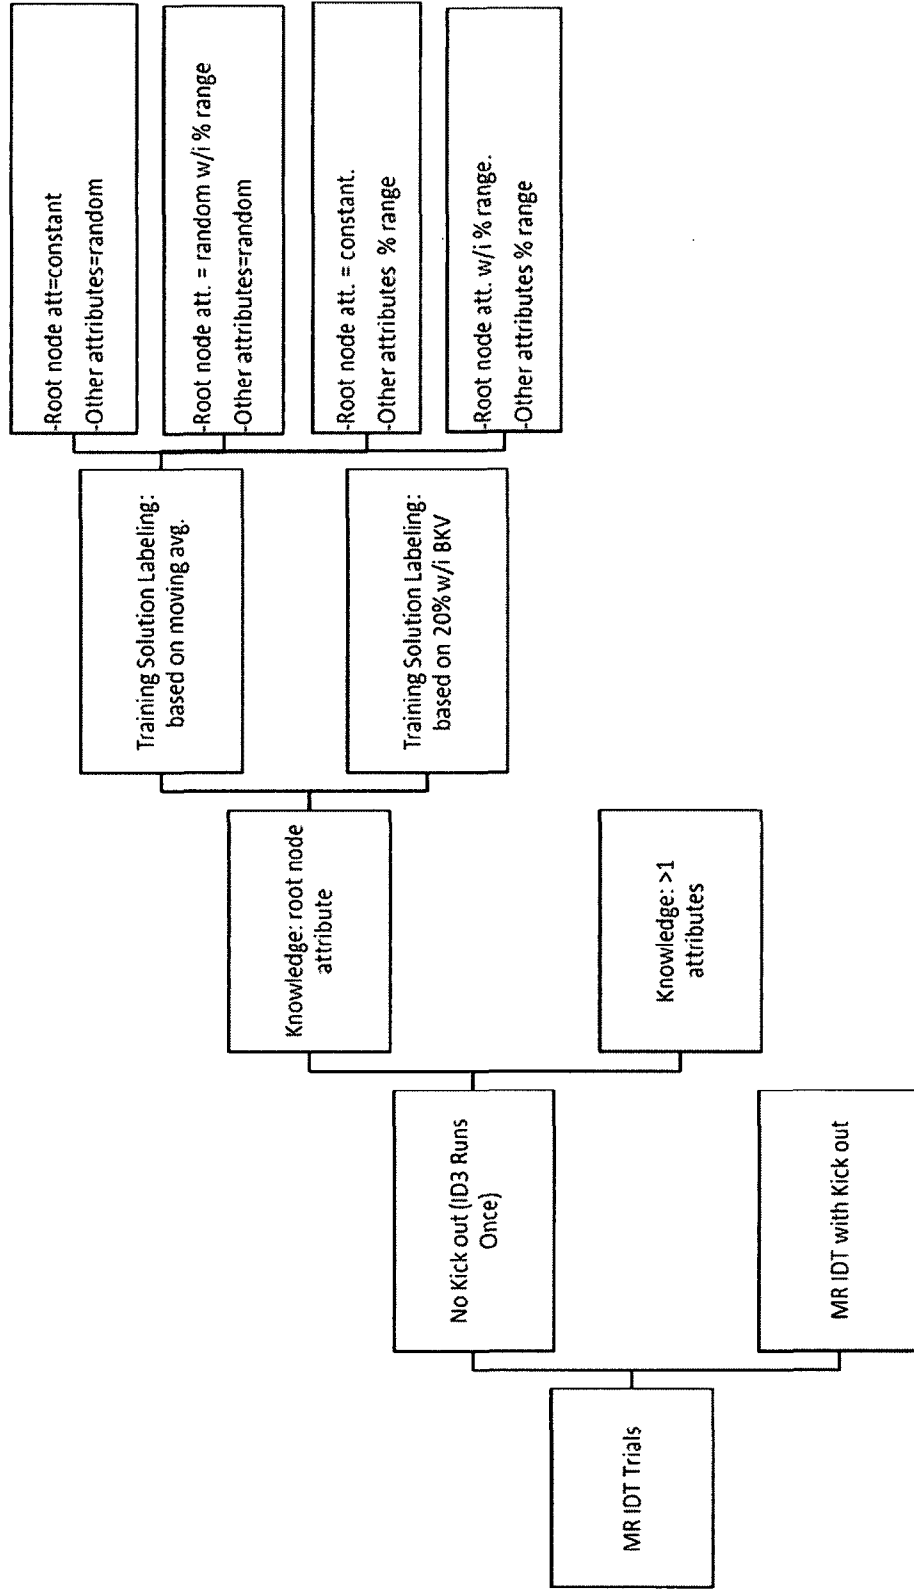 MR IDT Trials
No Kick out (ID3 Runs
Once)
MR IDT with Kick out
Knowledge: root node
attribute
Knowledge: >1
attributes
Training Solution Labeling:
based on moving avg.
Training Solution Labeling:
based on 20% w/i BKV
-Root node att=constant
-Other attributes=random
-Root node att. = random w/i % range
-Other attributes=random
-Root node att. = constant.
-Other attributes % range
-Root node att. w/i % range.
-Other attributes % range